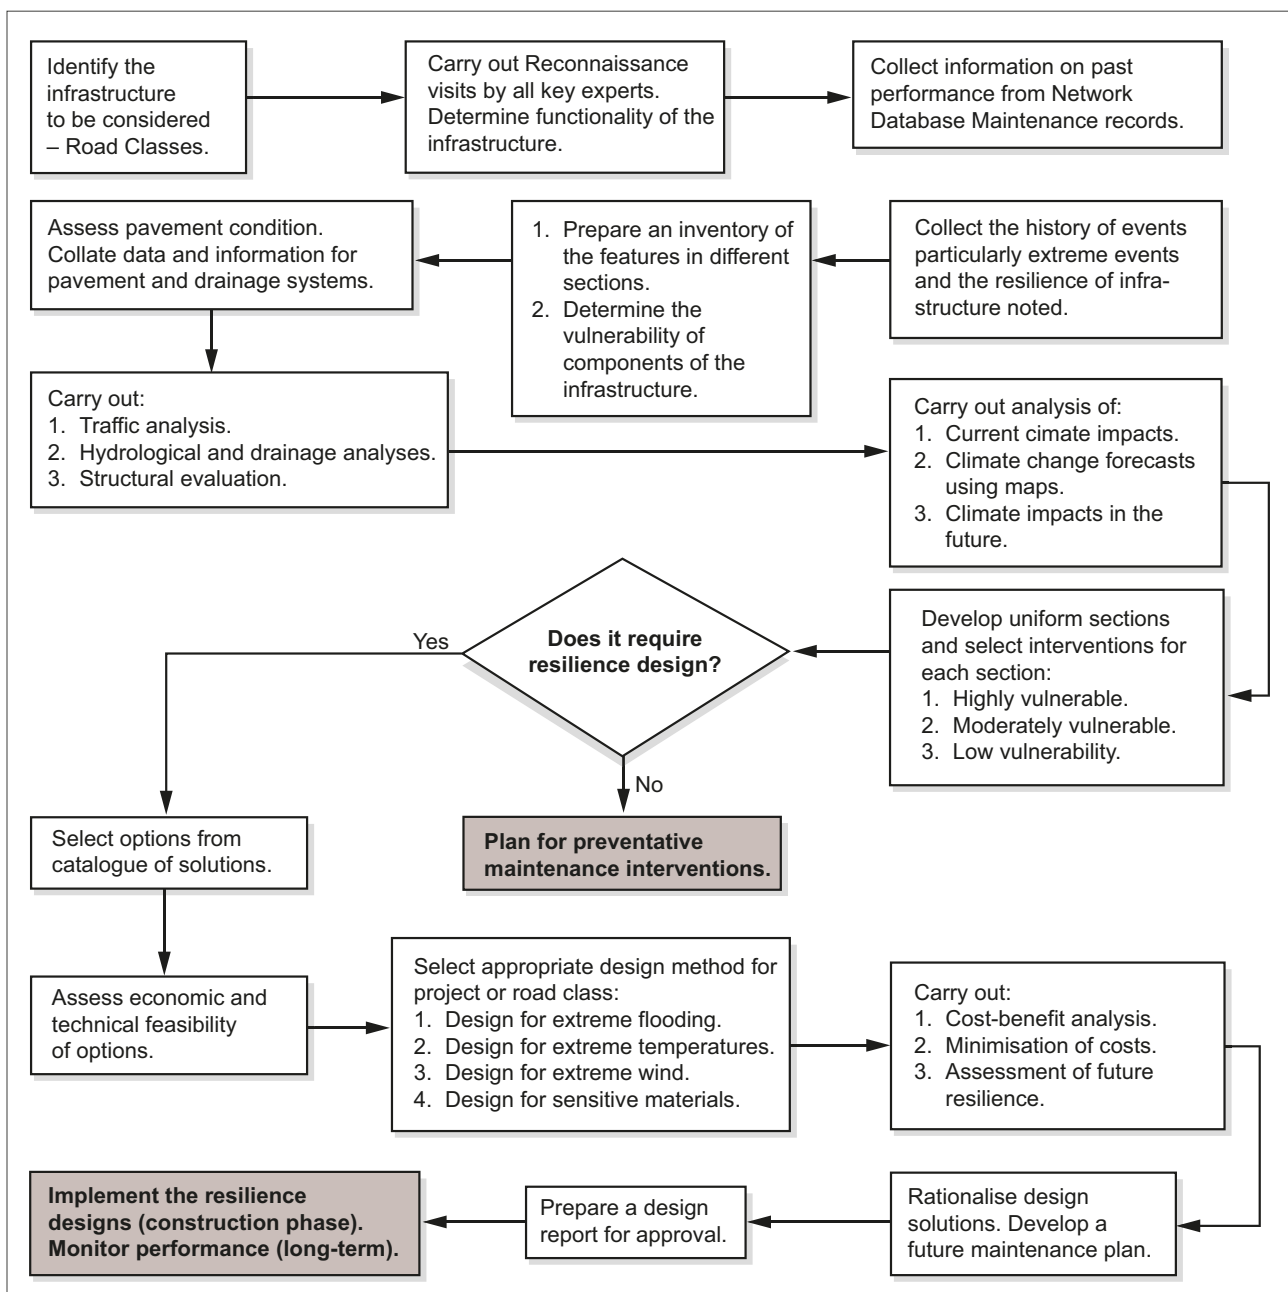 Identify the
infrastructure
to be considered
– Road Classes.
Carry out Reconnaissance
visits by all key experts.
Determine functionality of the
infrastructure.
Collect information on past
performance from Network
Database Maintenance records.
Assess pavement condition.
Collate data and information for
pavement and drainage systems.
1. Prepare an inventory of
the features in different
sections.
2. Determine the
vulnerability of
components of the
infrastructure.
Collect the history of events
particularly extreme events
and the resilience of infra-
structure noted.
Carry out:
1. Traffic analysis.
2. Hydrological and drainage analyses.
3. Structural evaluation.
Carry out analysis of:
1. Current cimate impacts.
2. Climate change forecasts
using maps.
3. Climate impacts in the
future.
Develop uniform sections
and select interventions for
each section:
1. Highly vulnerable.
2. Moderately vulnerable.
3. Low vulnerability.
Does it require
resilience design?
Yes
No
Plan for preventative
maintenance interventions.
Select options from
catalogue of solutions.
Assess economic and
technical feasibility
of options.
Select appropriate design method for
project or road class:
1. Design for extreme flooding.
2. Design for extreme temperatures.
3. Design for extreme wind.
4. Design for sensitive materials.
Carry out:
1. Cost-benefit analysis.
2. Minimisation of costs.
3. Assessment of future
resilience.
Implement the resilience
designs (construction phase).
Monitor performance (long-term).
Prepare a design
report for approval.
Rationalise design
solutions. Develop a
future maintenance plan.